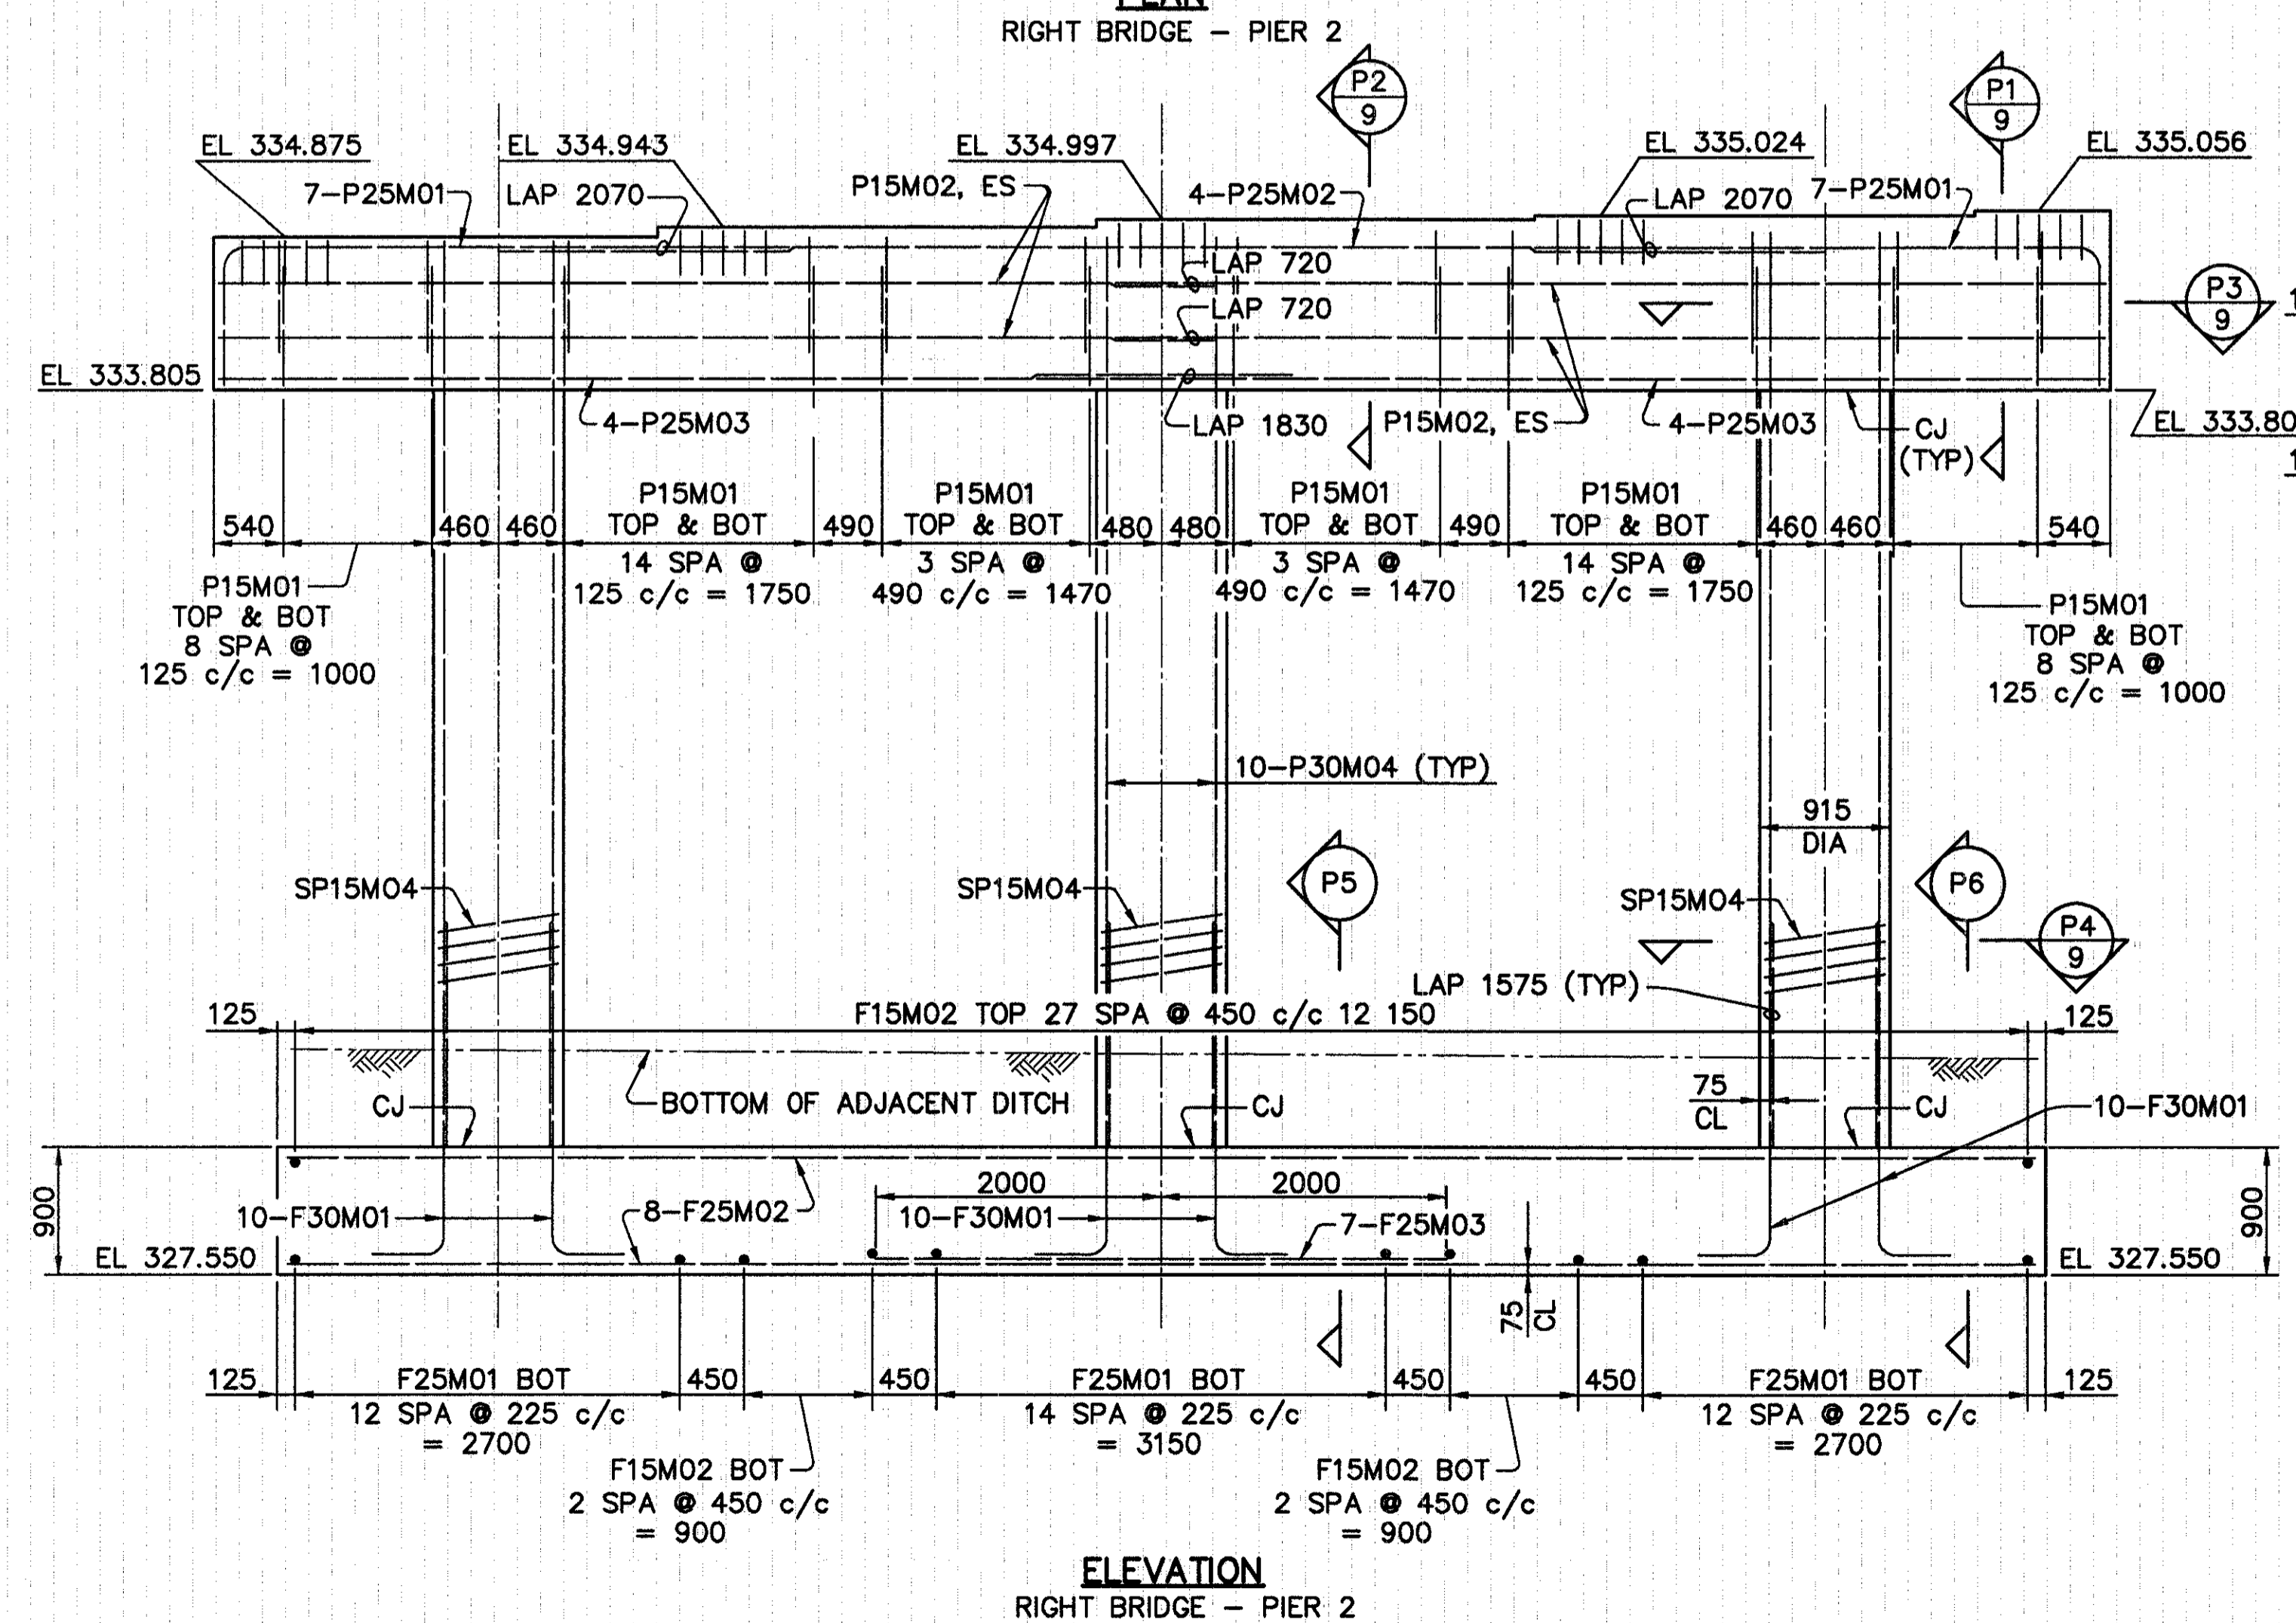 PLAN
RIGHT BRIDGE – PIER 2
P2
9
P1
9
EL 334.875
EL 334.943
EL 334.997
EL 335.024
EL 335.056
7–P25M01
LAP 2070
P15M02, ES
4–P25M02
LAP 2070
7–P25M01
LAP 720
LAP 720
P3
9
EL 333.805
4–P25M03
LAP 1830
P15M02, ES
4–P25M03
CJ
(TYP)
EL 333.80
540
460
460
P15M01
TOP & BOT
14 SPA @
125 c/c = 1750
490
P15M01
TOP & BOT
3 SPA @
490 c/c = 1470
480
480
P15M01
TOP & BOT
3 SPA @
490 c/c = 1470
490
P15M01
TOP & BOT
14 SPA @
125 c/c = 1750
460
460
540
P15M01
TOP & BOT
8 SPA @
125 c/c = 1000
P15M01
TOP & BOT
8 SPA @
125 c/c = 1000
10–P30M04 (TYP)
915
DIA
SP15M04
SP15M04
P5
SP15M04
P6
P4
9
LAP 1575 (TYP)
125
F15M02 TOP 27 SPA @ 450 c/c 12 150
125
CJ
BOTTOM OF ADJACENT DITCH
CJ
75
CL
CJ
10–F30M01
900
2000
2000
900
10–F30M01
8–F25M02
10–F30M01
7–F25M03
EL 327.550
EL 327.550
75
CL
125
F25M01 BOT
12 SPA @ 225 c/c
= 2700
450
450
F25M01 BOT
14 SPA @ 225 c/c
= 3150
450
450
F25M01 BOT
12 SPA @ 225 c/c
= 2700
125
F15M02 BOT
2 SPA @ 450 c/c
= 900
F15M02 BOT
2 SPA @ 450 c/c
= 900
ELEVATION
RIGHT BRIDGE – PIER 2